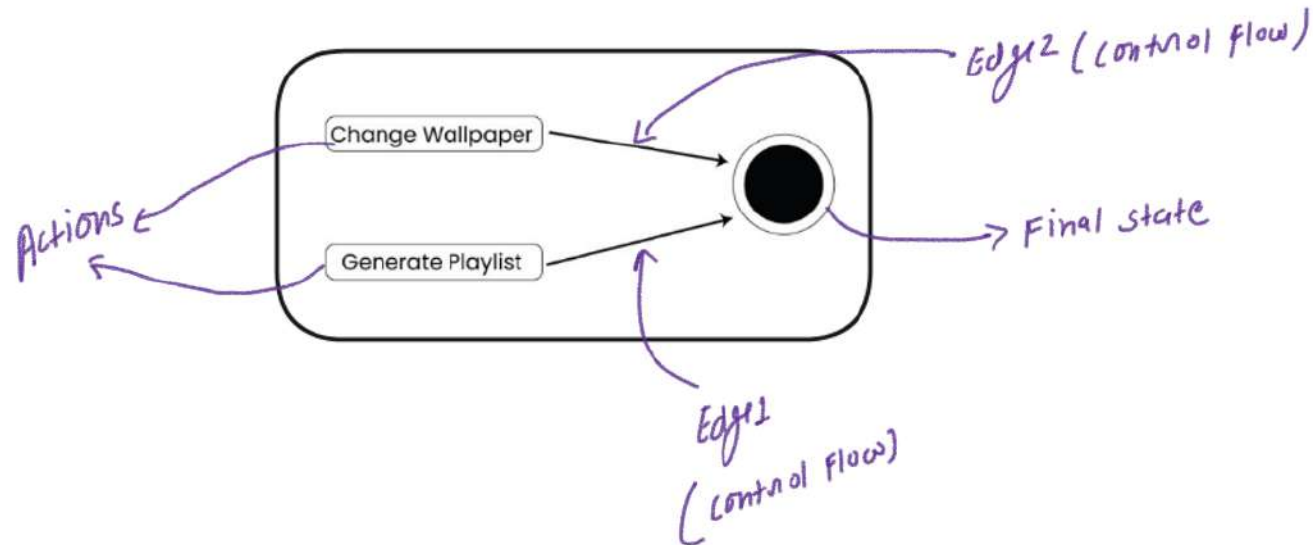 Edge2 (control flow)
Change Wallpaper
Actions
Final state
Generate Playlist
Edge1
(control flow)